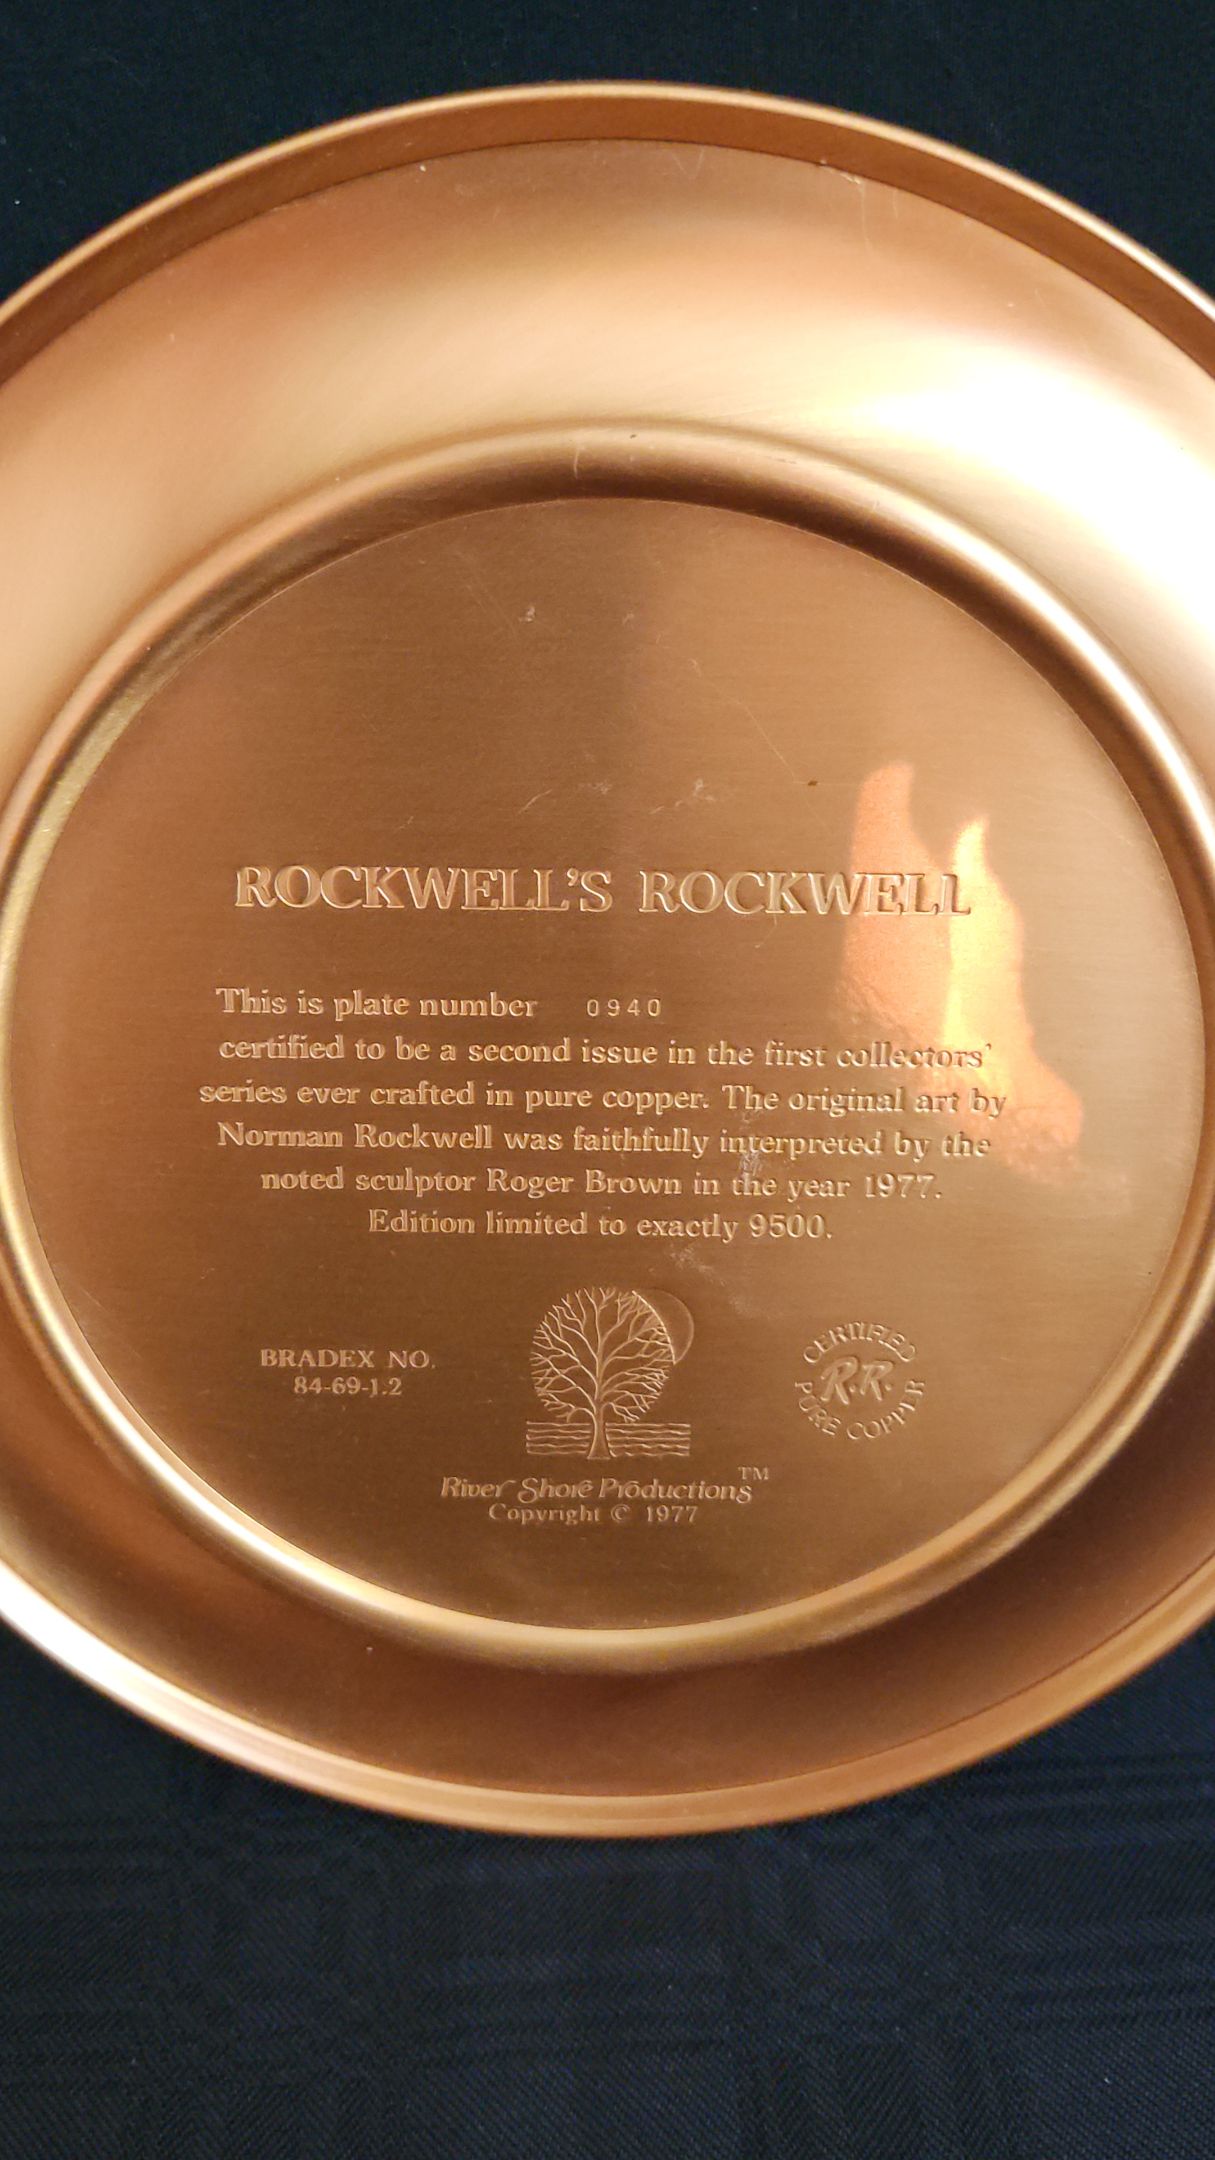 ROCKWELL'S ROCKWELL
This is plate number 0940
certified to be a second issue in the first collectors'
series ever crafted in pure copper. The original art by
Norman Rockwell was faithfully interpreted by the
noted sculptor Roger Brown in the year 1977.
Edition limited to exactly 9500.
BRADEX NO.
84-69-1.2
CERTIFIED
R.R.
PURE COPPER
River Shore Productions™
Copyright © 1977